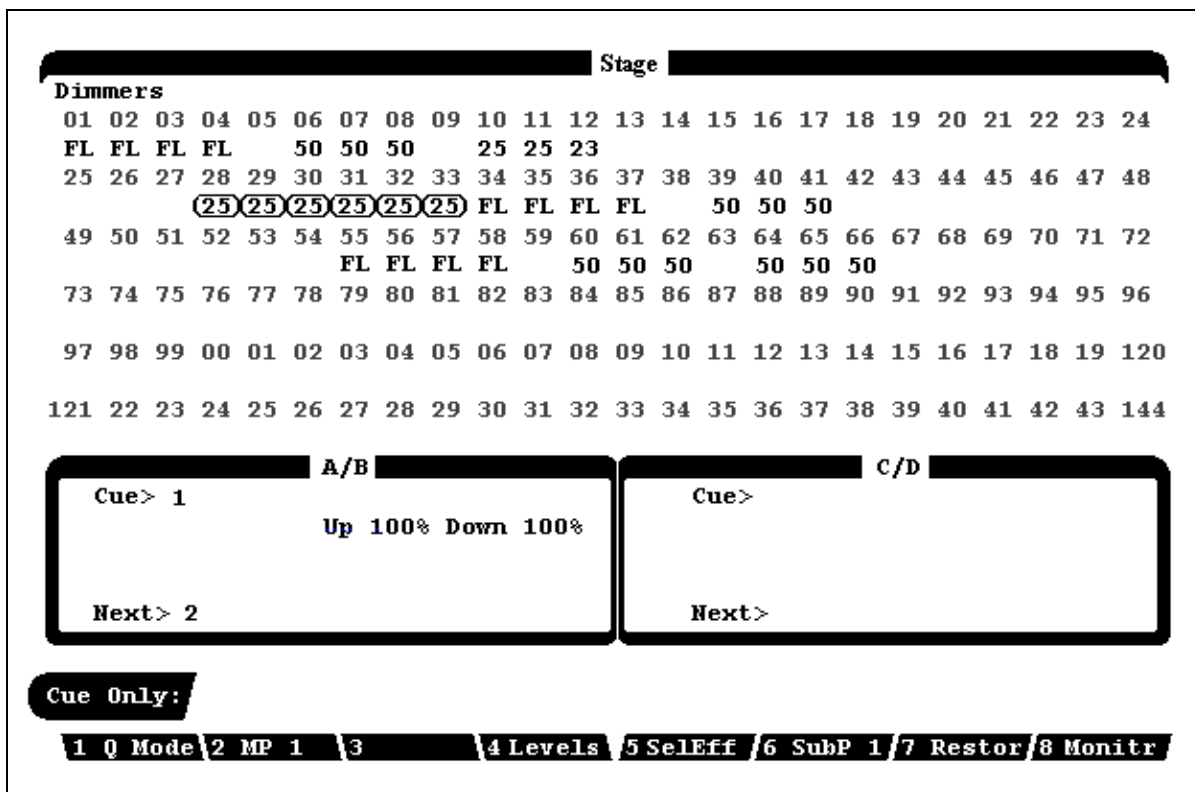 Stage
Dimmers
01 02 03 04 05 06 07 08 09 10 11 12 13 14 15 16 17 18 19 20 21 22 23 24
FL FL FL FL 50 50 50 25 25 23
25 26 27 28 29 30 31 32 33 34 35 36 37 38 39 40 41 42 43 44 45 46 47 48
25 25 25 25 25 25 FL FL FL FL 50 50 50
49 50 51 52 53 54 55 56 57 58 59 60 61 62 63 64 65 66 67 68 69 70 71 72
FL FL FL FL 50 50 50 50 50 50
73 74 75 76 77 78 79 80 81 82 83 84 85 86 87 88 89 90 91 92 93 94 95 96
97 98 99 00 01 02 03 04 05 06 07 08 09 10 11 12 13 14 15 16 17 18 19 120
121 22 23 24 25 26 27 28 29 30 31 32 33 34 35 36 37 38 39 40 41 42 43 144
A/B
Cue> 1
Up 100% Down 100%
Next> 2
C/D
Cue>
Next>
Cue Only:
1 Q Mode 2 MP 1 3 4 Levels 5 SelEff 6 SubP 1 7 Restor 8 Monitr